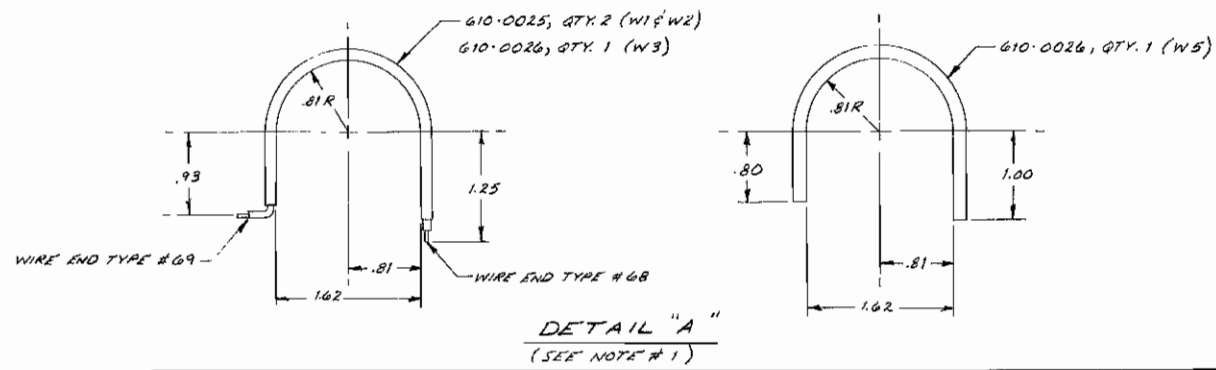 610-0025, QTY. 2 (W1 & W2)
610-0026, QTY. 1 (W3)
.81R
.93
1.25
WIRE END TYPE #69
WIRE END TYPE #68
.81
1.62
610-0026, QTY. 1 (W5)
.81R
.80
1.00
.81
1.62
DETAIL "A"
(SEE NOTE #1)